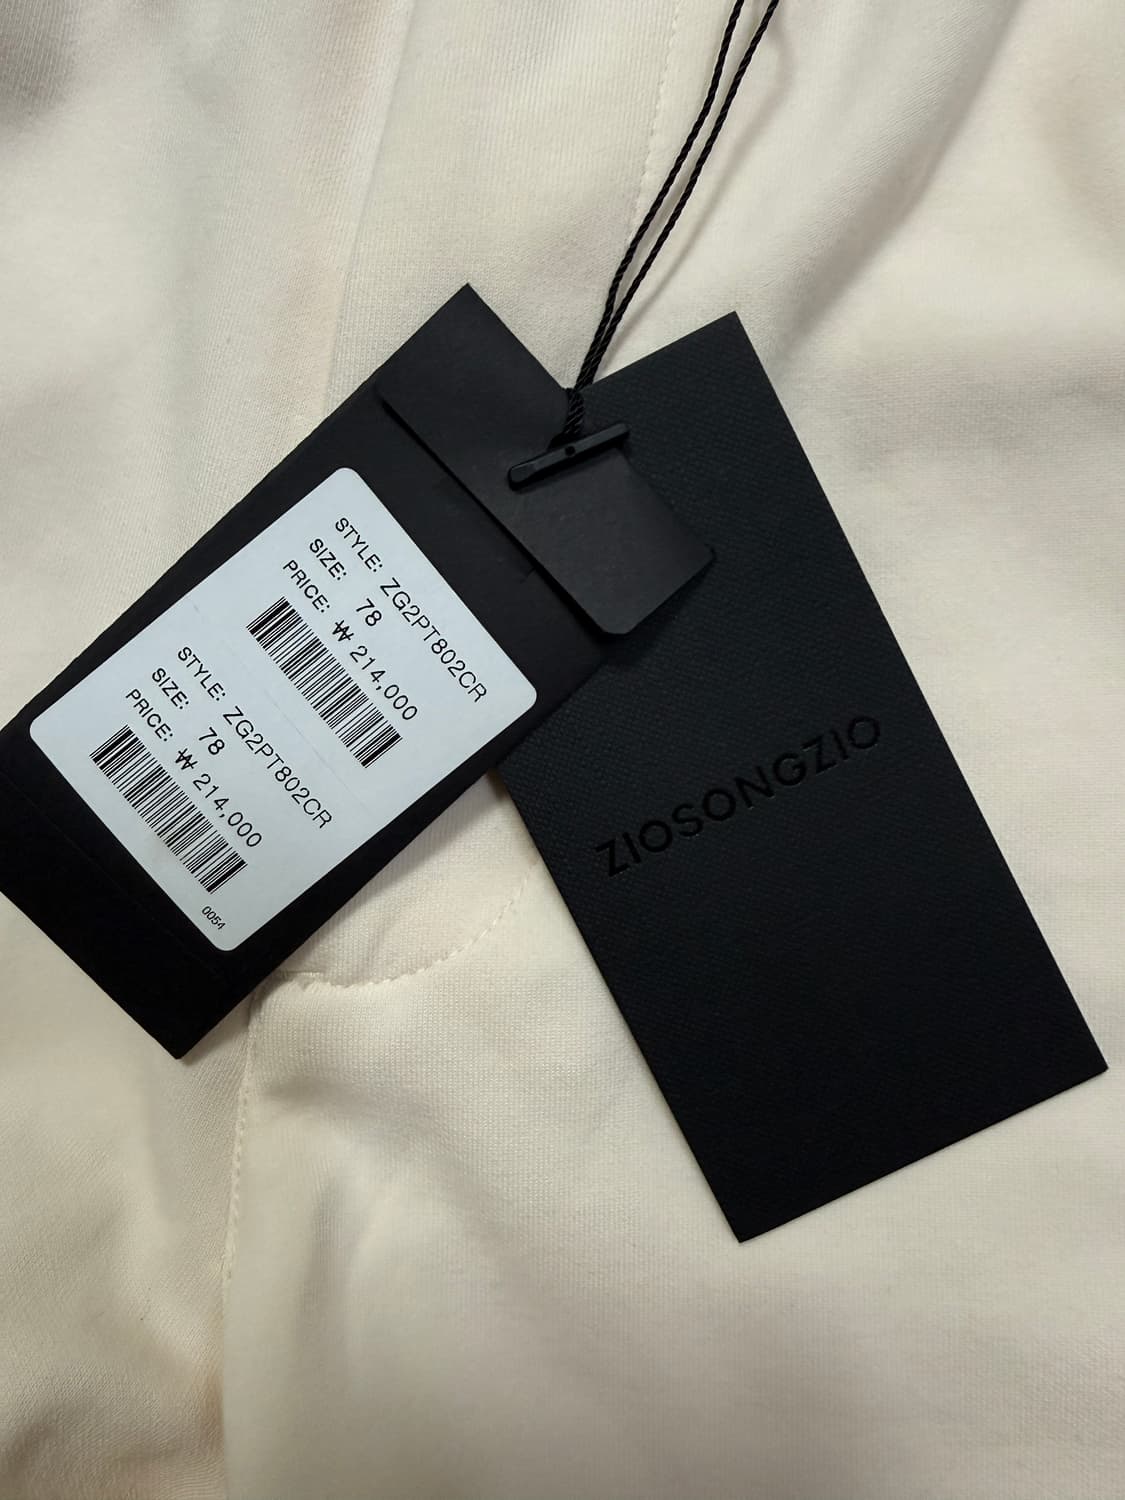 STYLE: ZG2PT802CR
SIZE: 78
PRICE: ₩ 214,000
STYLE: ZG2PT802CR
SIZE: 78
PRICE: ₩ 214,000
0054
ZIOSONGZIO